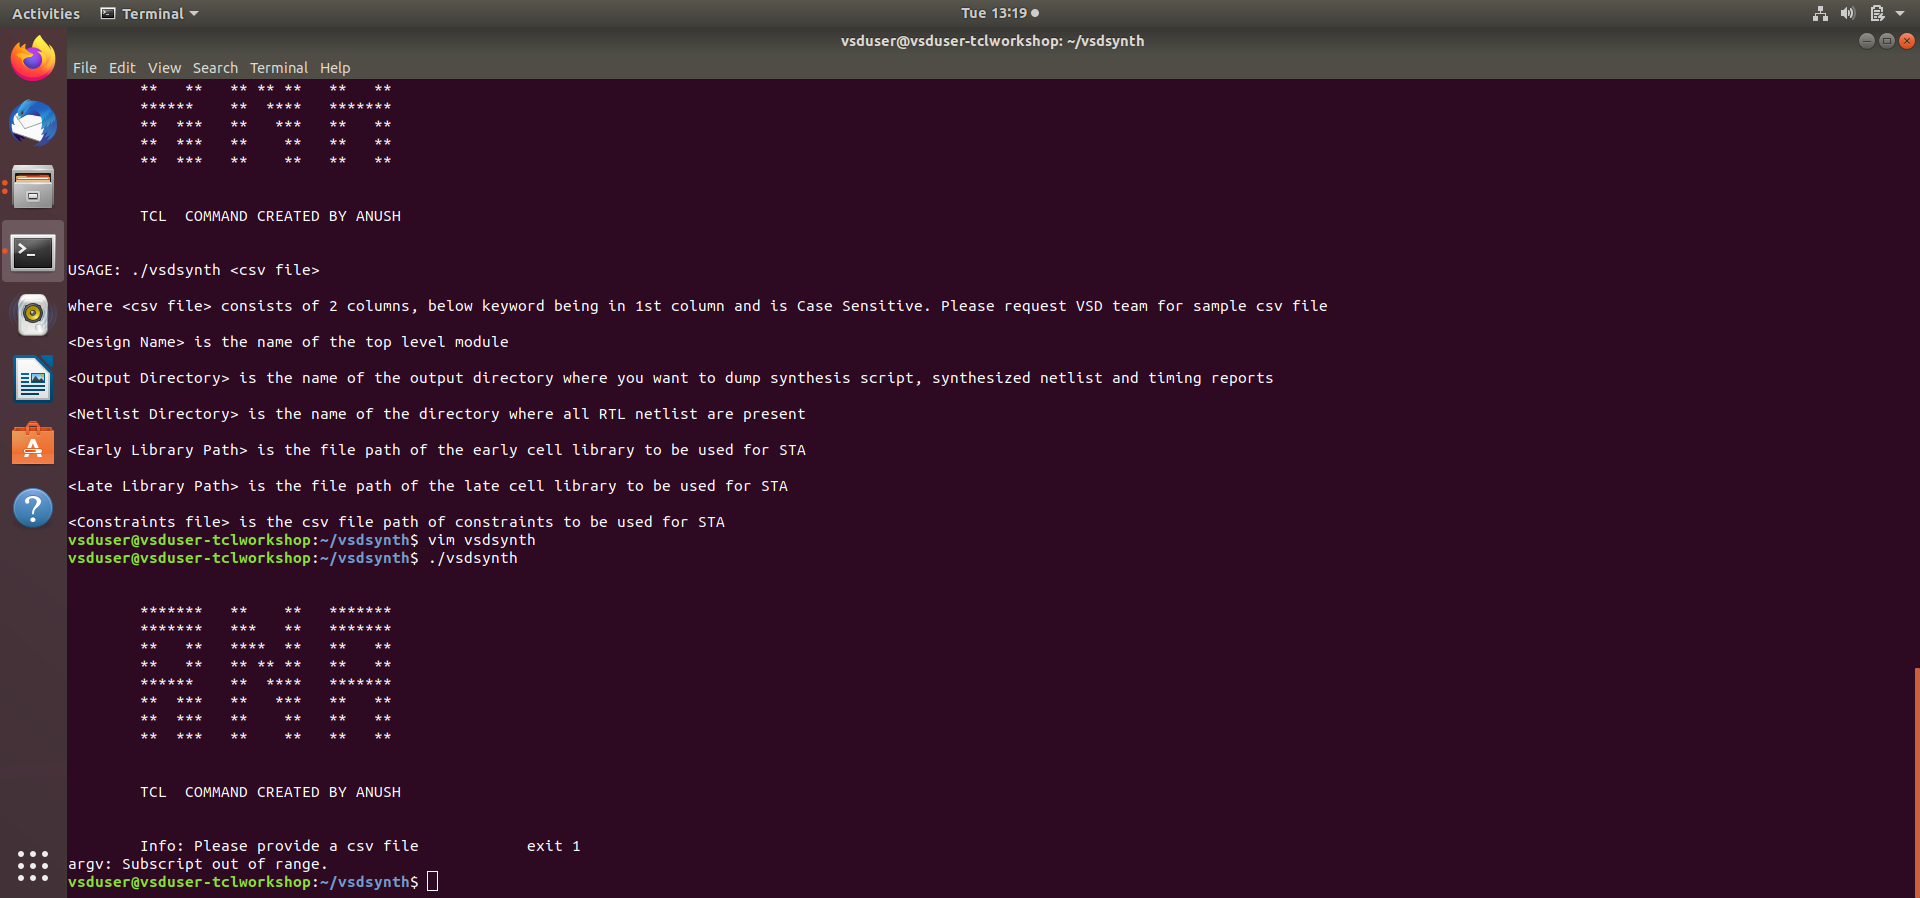 Activities Terminal Tue 13:19
vsduser@vsduser-tclworkshop: ~/vsdsynth
File Edit View Search Terminal Help
**   **   ** ** **   **   **
******    **  ****   *******
**  ***   **   ***   **   **
**  ***   **    **   **   **
**  ***   **    **   **   **
TCL  COMMAND CREATED BY ANUSH
USAGE: ./vsdsynth <csv file>
where <csv file> consists of 2 columns, below keyword being in 1st column and is Case Sensitive. Please request VSD team for sample csv file
<Design Name> is the name of the top level module
<Output Directory> is the name of the output directory where you want to dump synthesis script, synthesized netlist and timing reports
<Netlist Directory> is the name of the directory where all RTL netlist are present
<Early Library Path> is the file path of the early cell library to be used for STA
<Late Library Path> is the file path of the late cell library to be used for STA
<Constraints file> is the csv file path of constraints to be used for STA
vsduser@vsduser-tclworkshop:~/vsdsynth$ vim vsdsynth
vsduser@vsduser-tclworkshop:~/vsdsynth$ ./vsdsynth
*******   **    **   *******
*******   ***   **   *******
**   **   ****  **   **   **
**   **   ** ** **   **   **
******    **  ****   *******
**  ***   **   ***   **   **
**  ***   **    **   **   **
**  ***   **    **   **   **
TCL  COMMAND CREATED BY ANUSH
Info: Please provide a csv file            exit 1
argv: Subscript out of range.
vsduser@vsduser-tclworkshop:~/vsdsynth$